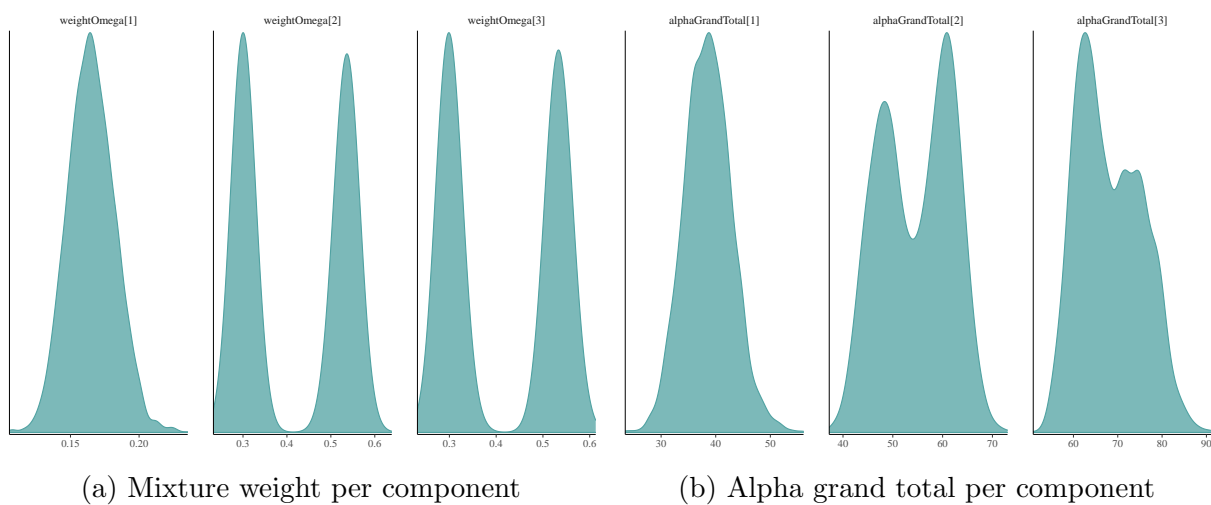 weightOmega[1] weightOmega[2] weightOmega[3] alphaGrandTotal[1] alphaGrandTotal[2] alphaGrandTotal[3]
0.15 0.20 0.3 0.4 0.5 0.6 0.3 0.4 0.5 0.6 30 40 50 40 50 60 70 60 70 80 90
(a) Mixture weight per component (b) Alpha grand total per component